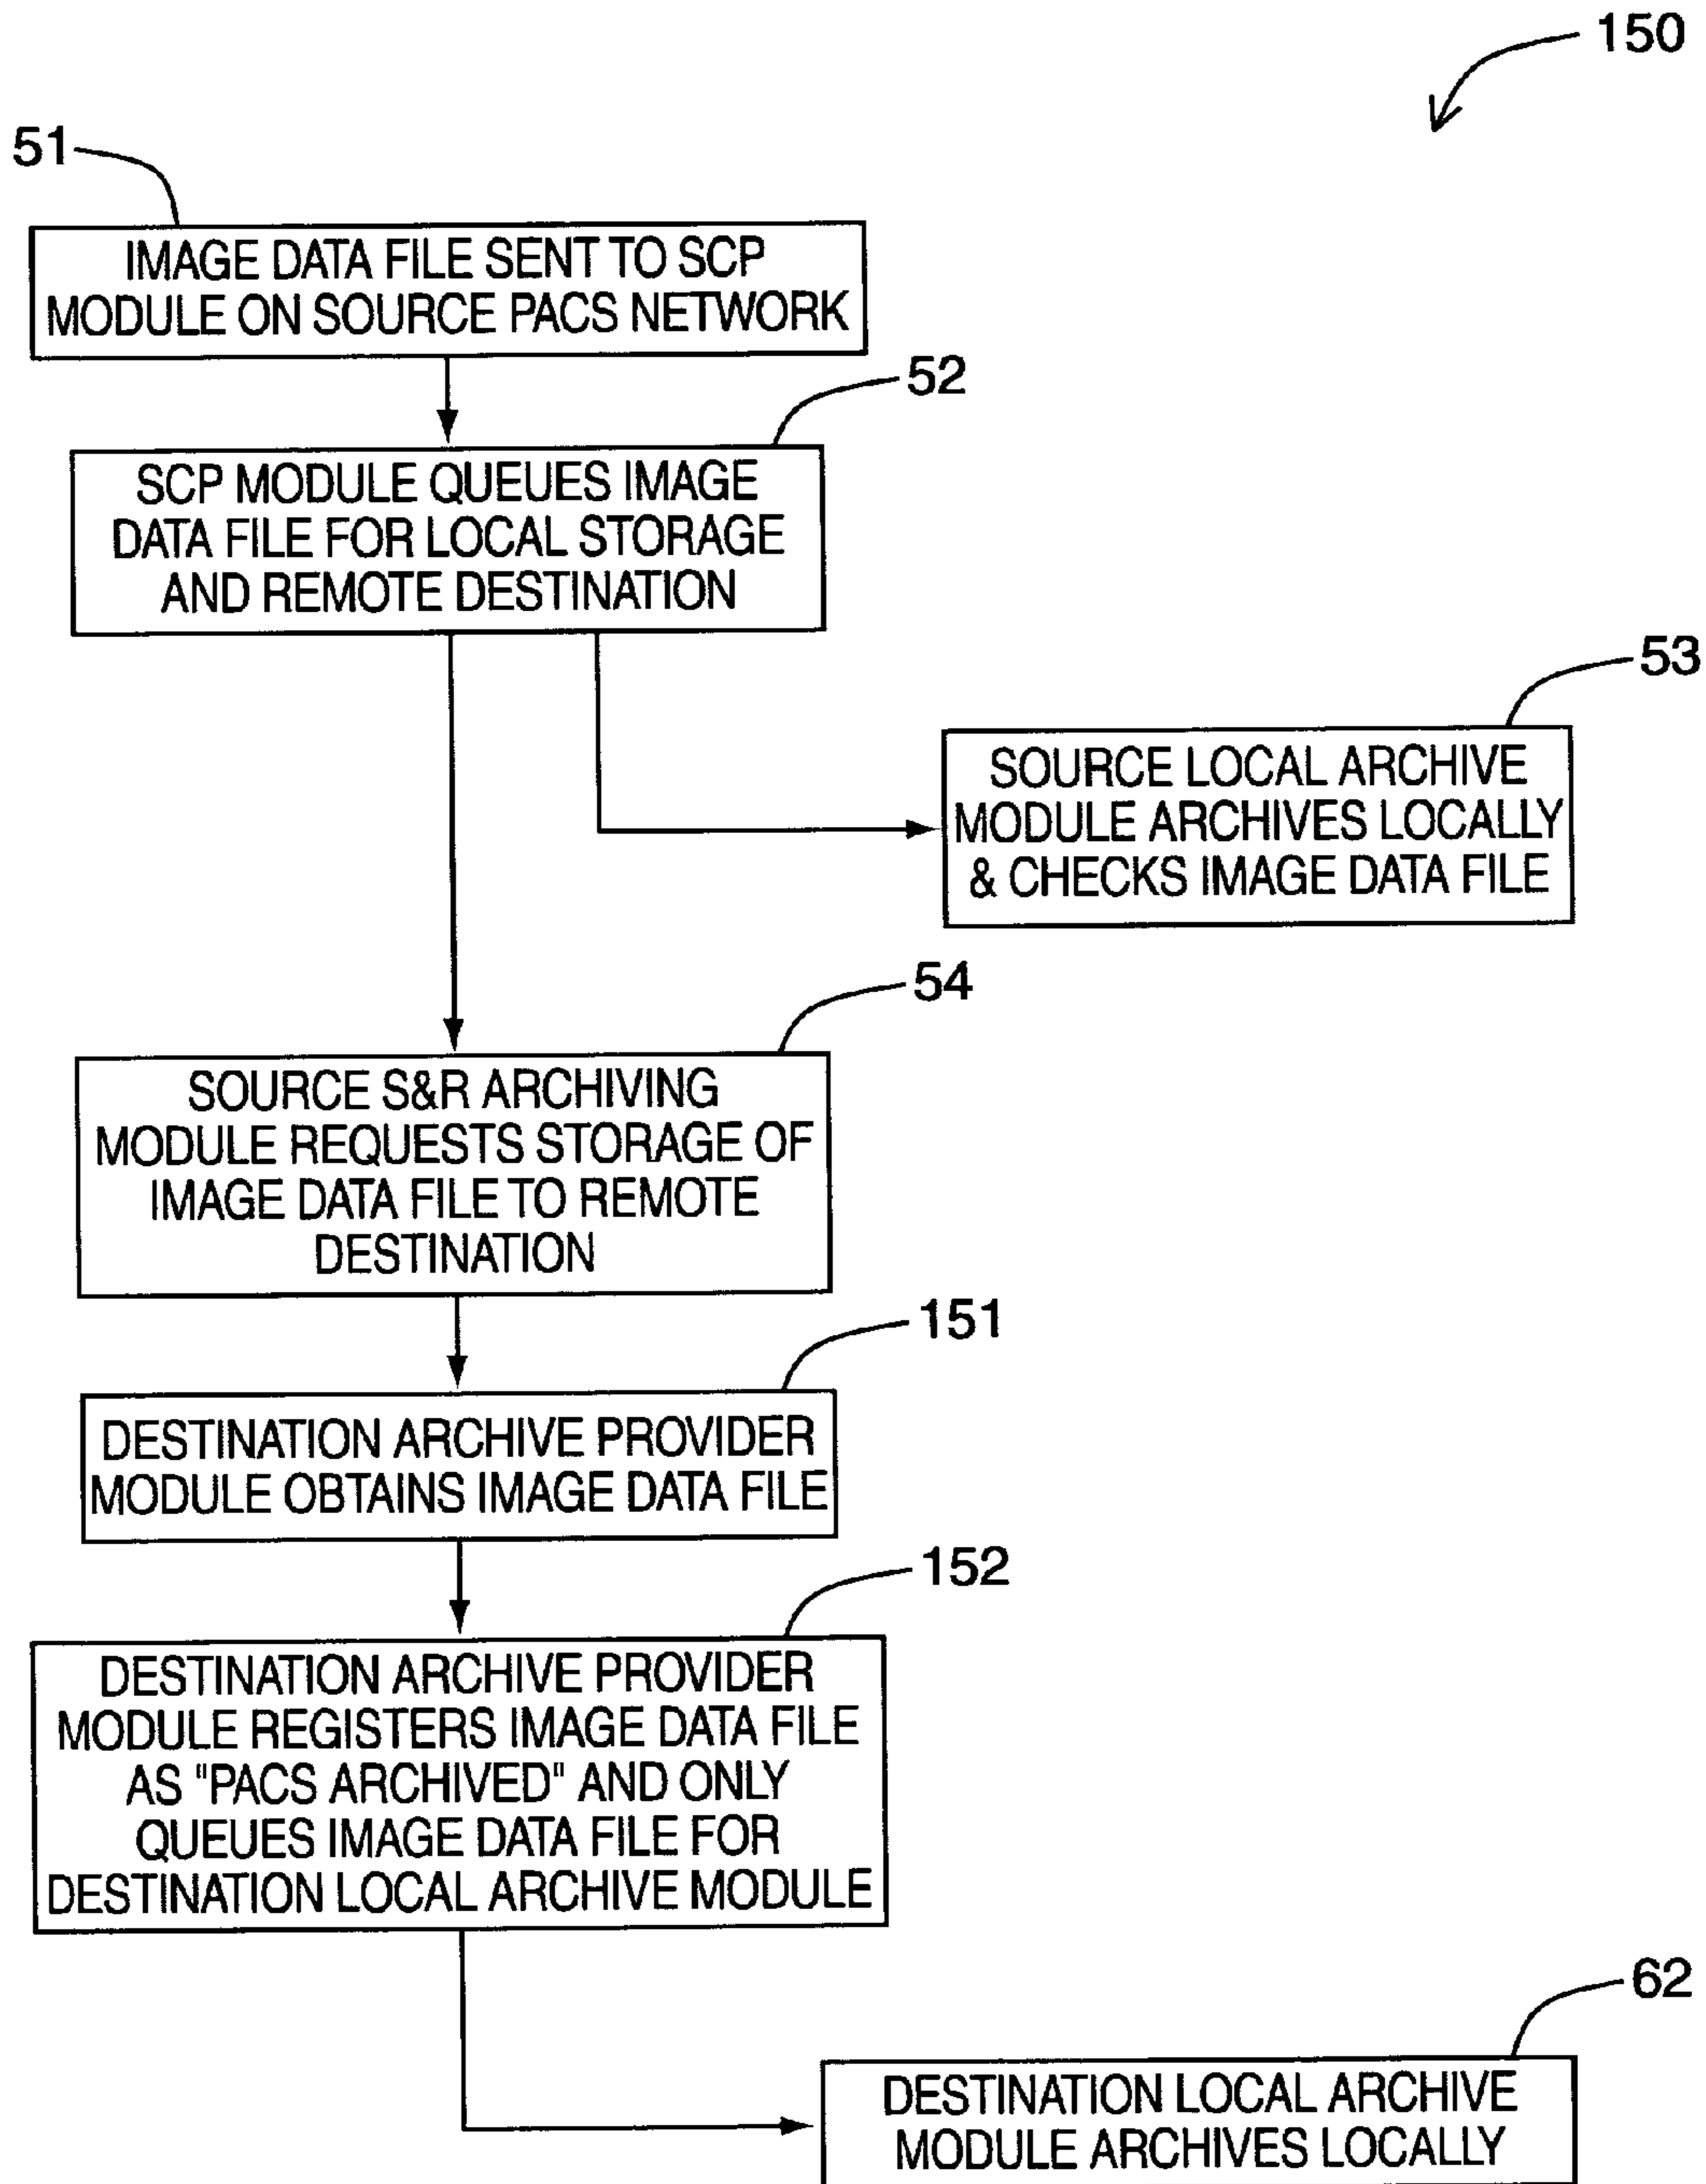 150
51
IMAGE DATA FILE SENT TO SCP
MODULE ON SOURCE PACS NETWORK
52
SCP MODULE QUEUES IMAGE
DATA FILE FOR LOCAL STORAGE
AND REMOTE DESTINATION
53
SOURCE LOCAL ARCHIVE
MODULE ARCHIVES LOCALLY
& CHECKS IMAGE DATA FILE
54
SOURCE S&R ARCHIVING
MODULE REQUESTS STORAGE OF
IMAGE DATA FILE TO REMOTE
DESTINATION
151
DESTINATION ARCHIVE PROVIDER
MODULE OBTAINS IMAGE DATA FILE
152
DESTINATION ARCHIVE PROVIDER
MODULE REGISTERS IMAGE DATA FILE
AS "PACS ARCHIVED" AND ONLY
QUEUES IMAGE DATA FILE FOR
DESTINATION LOCAL ARCHIVE MODULE
62
DESTINATION LOCAL ARCHIVE
MODULE ARCHIVES LOCALLY